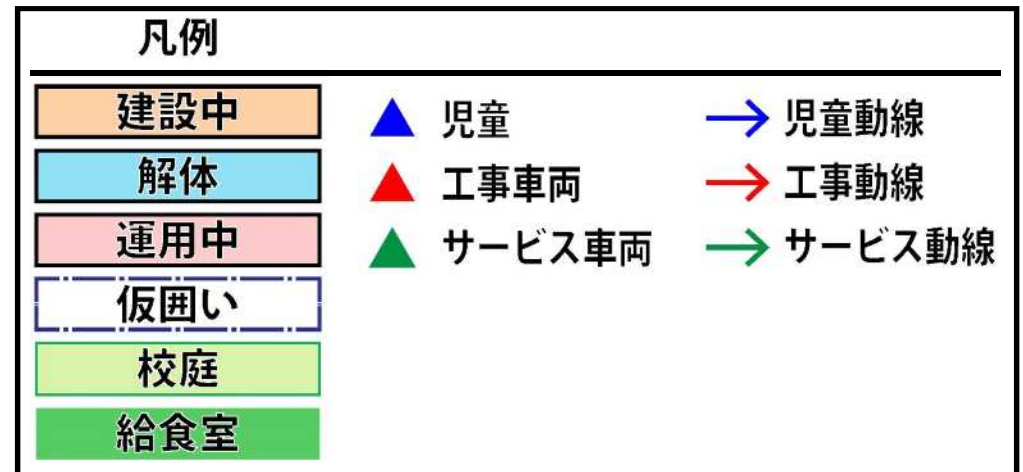 凡例
建設中
解体
運用中
仮囲い
校庭
給食室
児童
工事車両
サービス車両
児童動線
工事動線
サービス動線